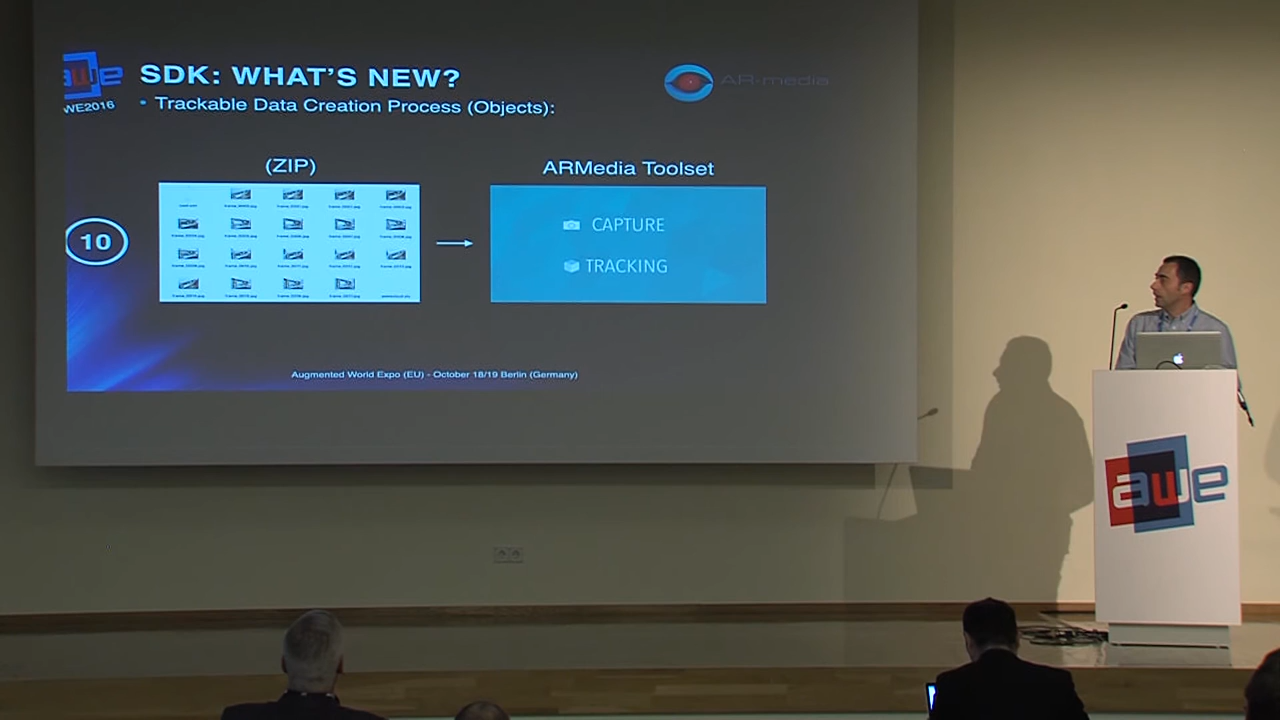 awe
AWE2016
SDK: WHAT'S NEW?
AR-media
• Trackable Data Creation Process (Objects):
(ZIP)
ARMedia Toolset
10
CAPTURE
TRACKING
Augmented World Expo (EU) - October 18/19 Berlin (Germany)
awe